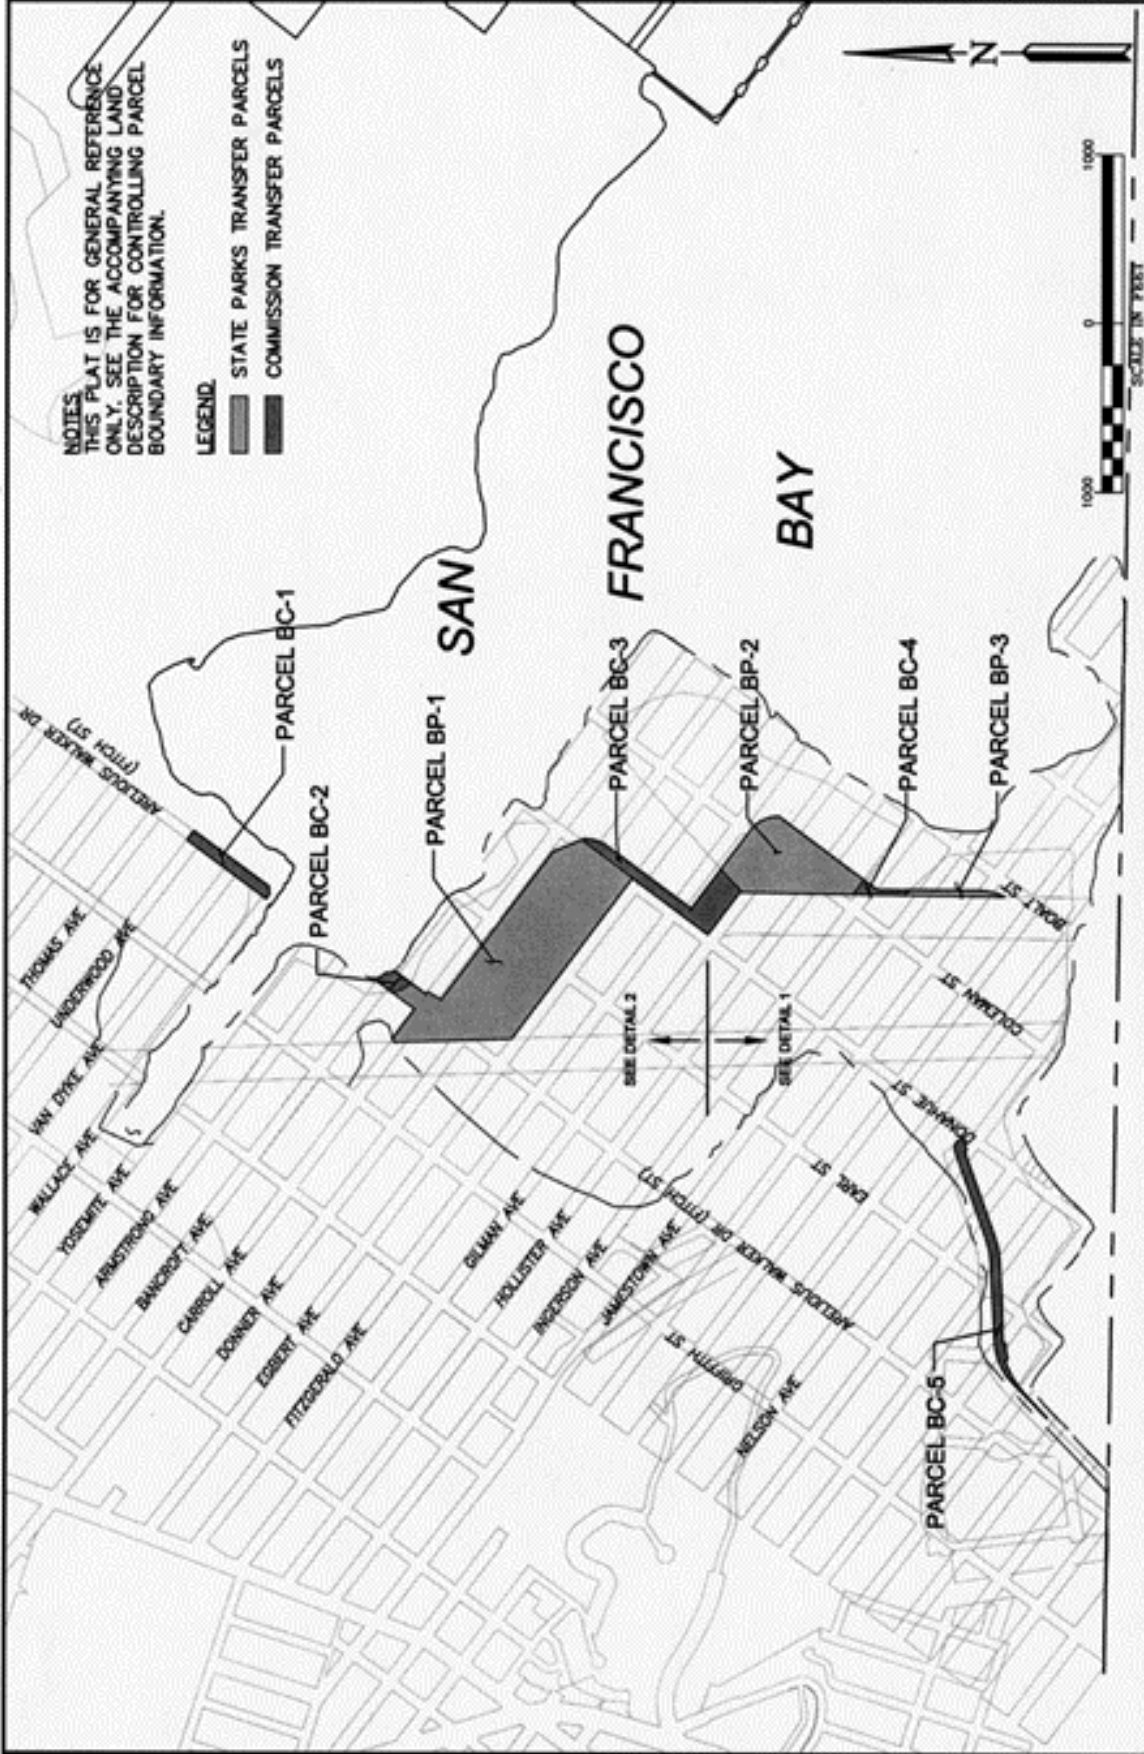 NOTES
THIS PLAT IS FOR GENERAL REFERENCE
ONLY. SEE THE ACCOMPANYING LAND
DESCRIPTION FOR CONTROLLING PARCEL
BOUNDARY INFORMATION.
LEGEND
STATE PARKS TRANSFER PARCELS
COMMISSION TRANSFER PARCELS
ARELIOUS WALKER DR
(FITCH ST)
PARCEL BC-1
PARCEL BC-2
PARCEL BP-1
SAN
FRANCISCO
BAY
PARCEL BC-3
PARCEL BP-2
PARCEL BC-4
PARCEL BP-3
THOMAS AVE
UNDERWOOD AVE
VAN DYKE AVE
WALLACE AVE
YOSEMITE AVE
ARMSTRONG AVE
BANCROFT AVE
CARROLL AVE
DONNER AVE
EGBERT AVE
FITZGERALD AVE
GILMAN AVE
HOLLISTER AVE
INGERSON AVE
JAMESTOWN AVE
NELSON AVE
GRIFFITH ST
ARELIOUS WALKER DR (FITCH ST)
EARL ST
DONAHUE ST
COLEMAN ST
BOALT ST
SEE DETAIL 2
SEE DETAIL 1
PARCEL BC-5
N
1000
0
1000
SCALE IN FEET